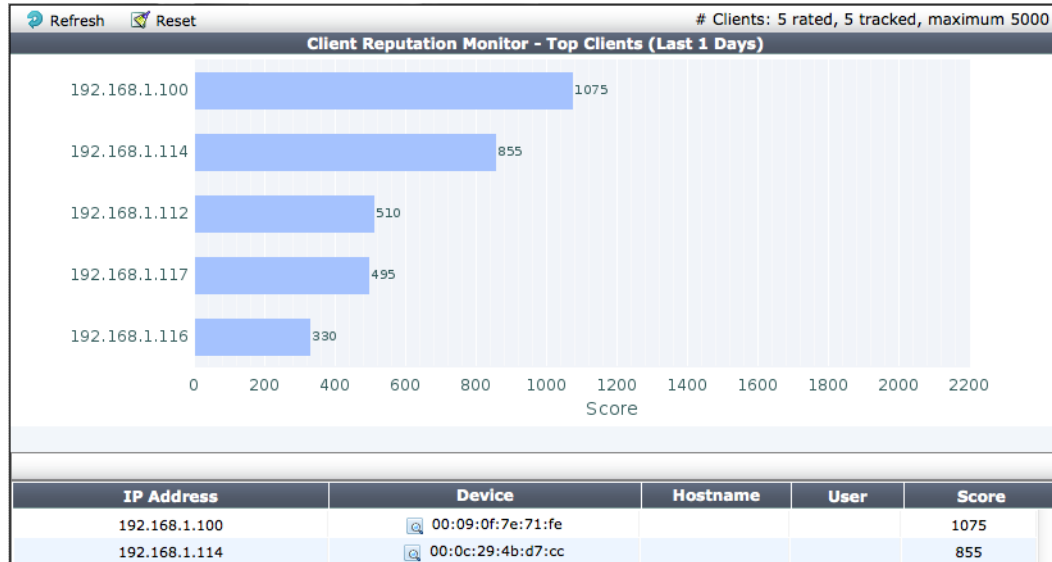 Refresh Reset # Clients: 5 rated, 5 tracked, maximum 5000
Client Reputation Monitor - Top Clients (Last 1 Days)
192.168.1.100 1075
192.168.1.114 855
192.168.1.112 510
192.168.1.117 495
192.168.1.116 330
0 200 400 600 800 1000 1200 1400 1600 1800 2000 2200
Score
IP Address Device Hostname User Score
192.168.1.100 00:09:0f:7e:71:fe 1075
192.168.1.114 00:0c:29:4b:d7:cc 855